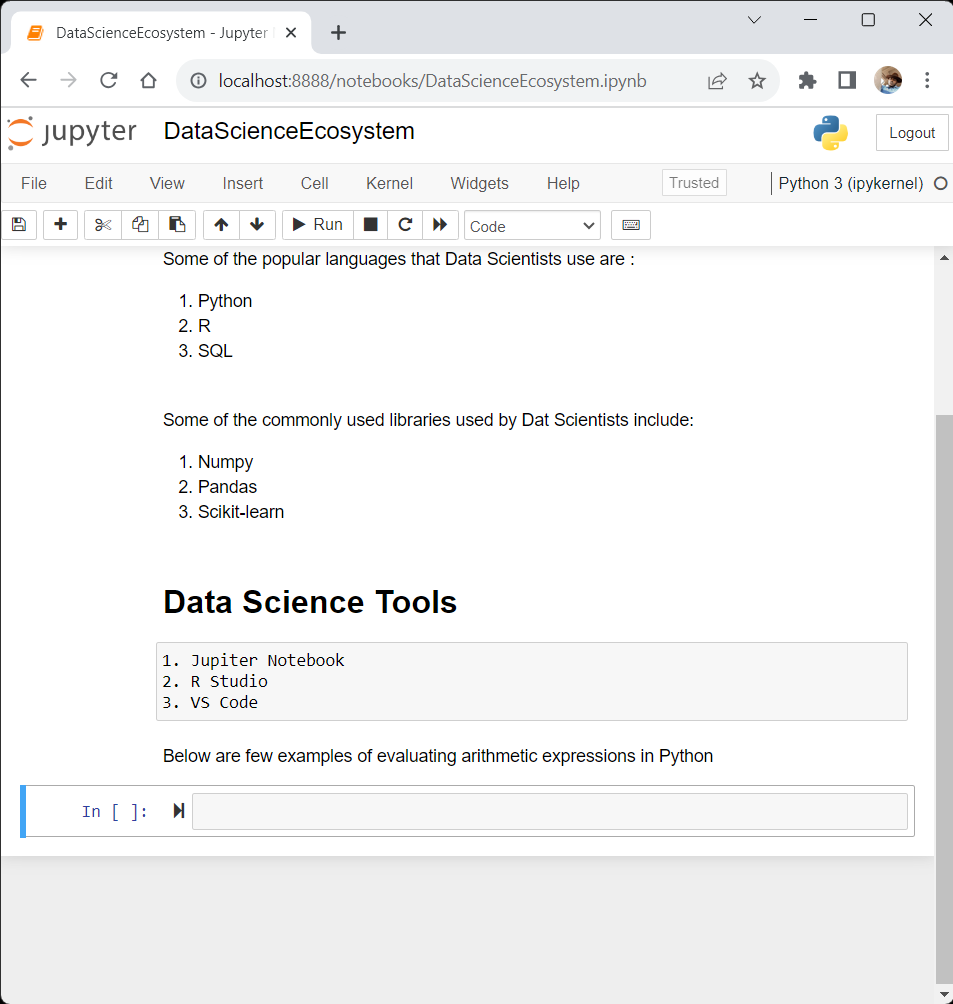 DataScienceEcosystem - Jupyter
localhost:8888/notebooks/DataScienceEcosystem.ipynb
jupyter DataScienceEcosystem Logout
File Edit View Insert Cell Kernel Widgets Help Trusted Python 3 (ipykernel)
Run Code
Some of the popular languages that Data Scientists use are :
1. Python
2. R
3. SQL
Some of the commonly used libraries used by Dat Scientists include:
1. Numpy
2. Pandas
3. Scikit-learn
Data Science Tools
1. Jupiter Notebook
2. R Studio
3. VS Code
Below are few examples of evaluating arithmetic expressions in Python
In [ ]: